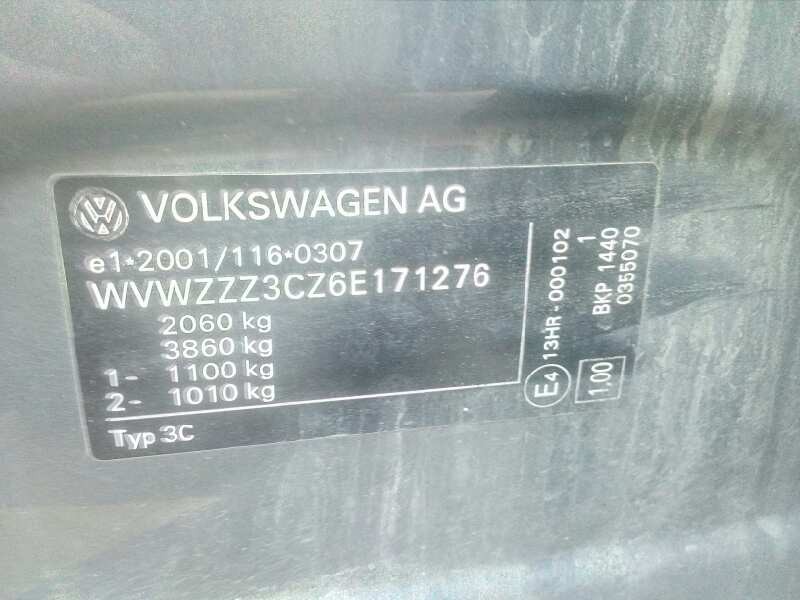 VOLKSWAGEN AG
e1*2001/116*0307
WVWZZZ3CZ6E171276
2060 kg
3860 kg
1- 1100 kg
2- 1010 kg
Typ 3C
E4 13HR-000102
1
BKP 1440
0355070
1,00